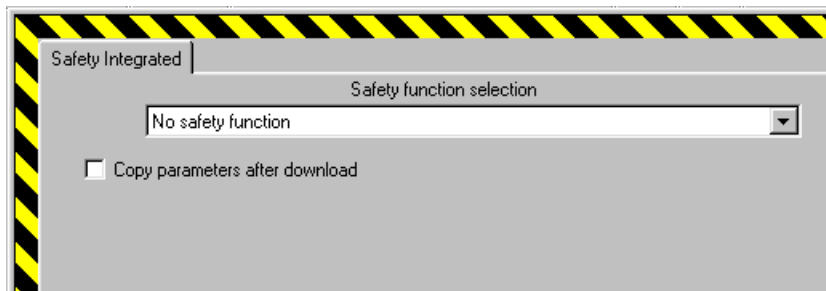 Safety Integrated
Safety function selection
No safety function
Copy parameters after download